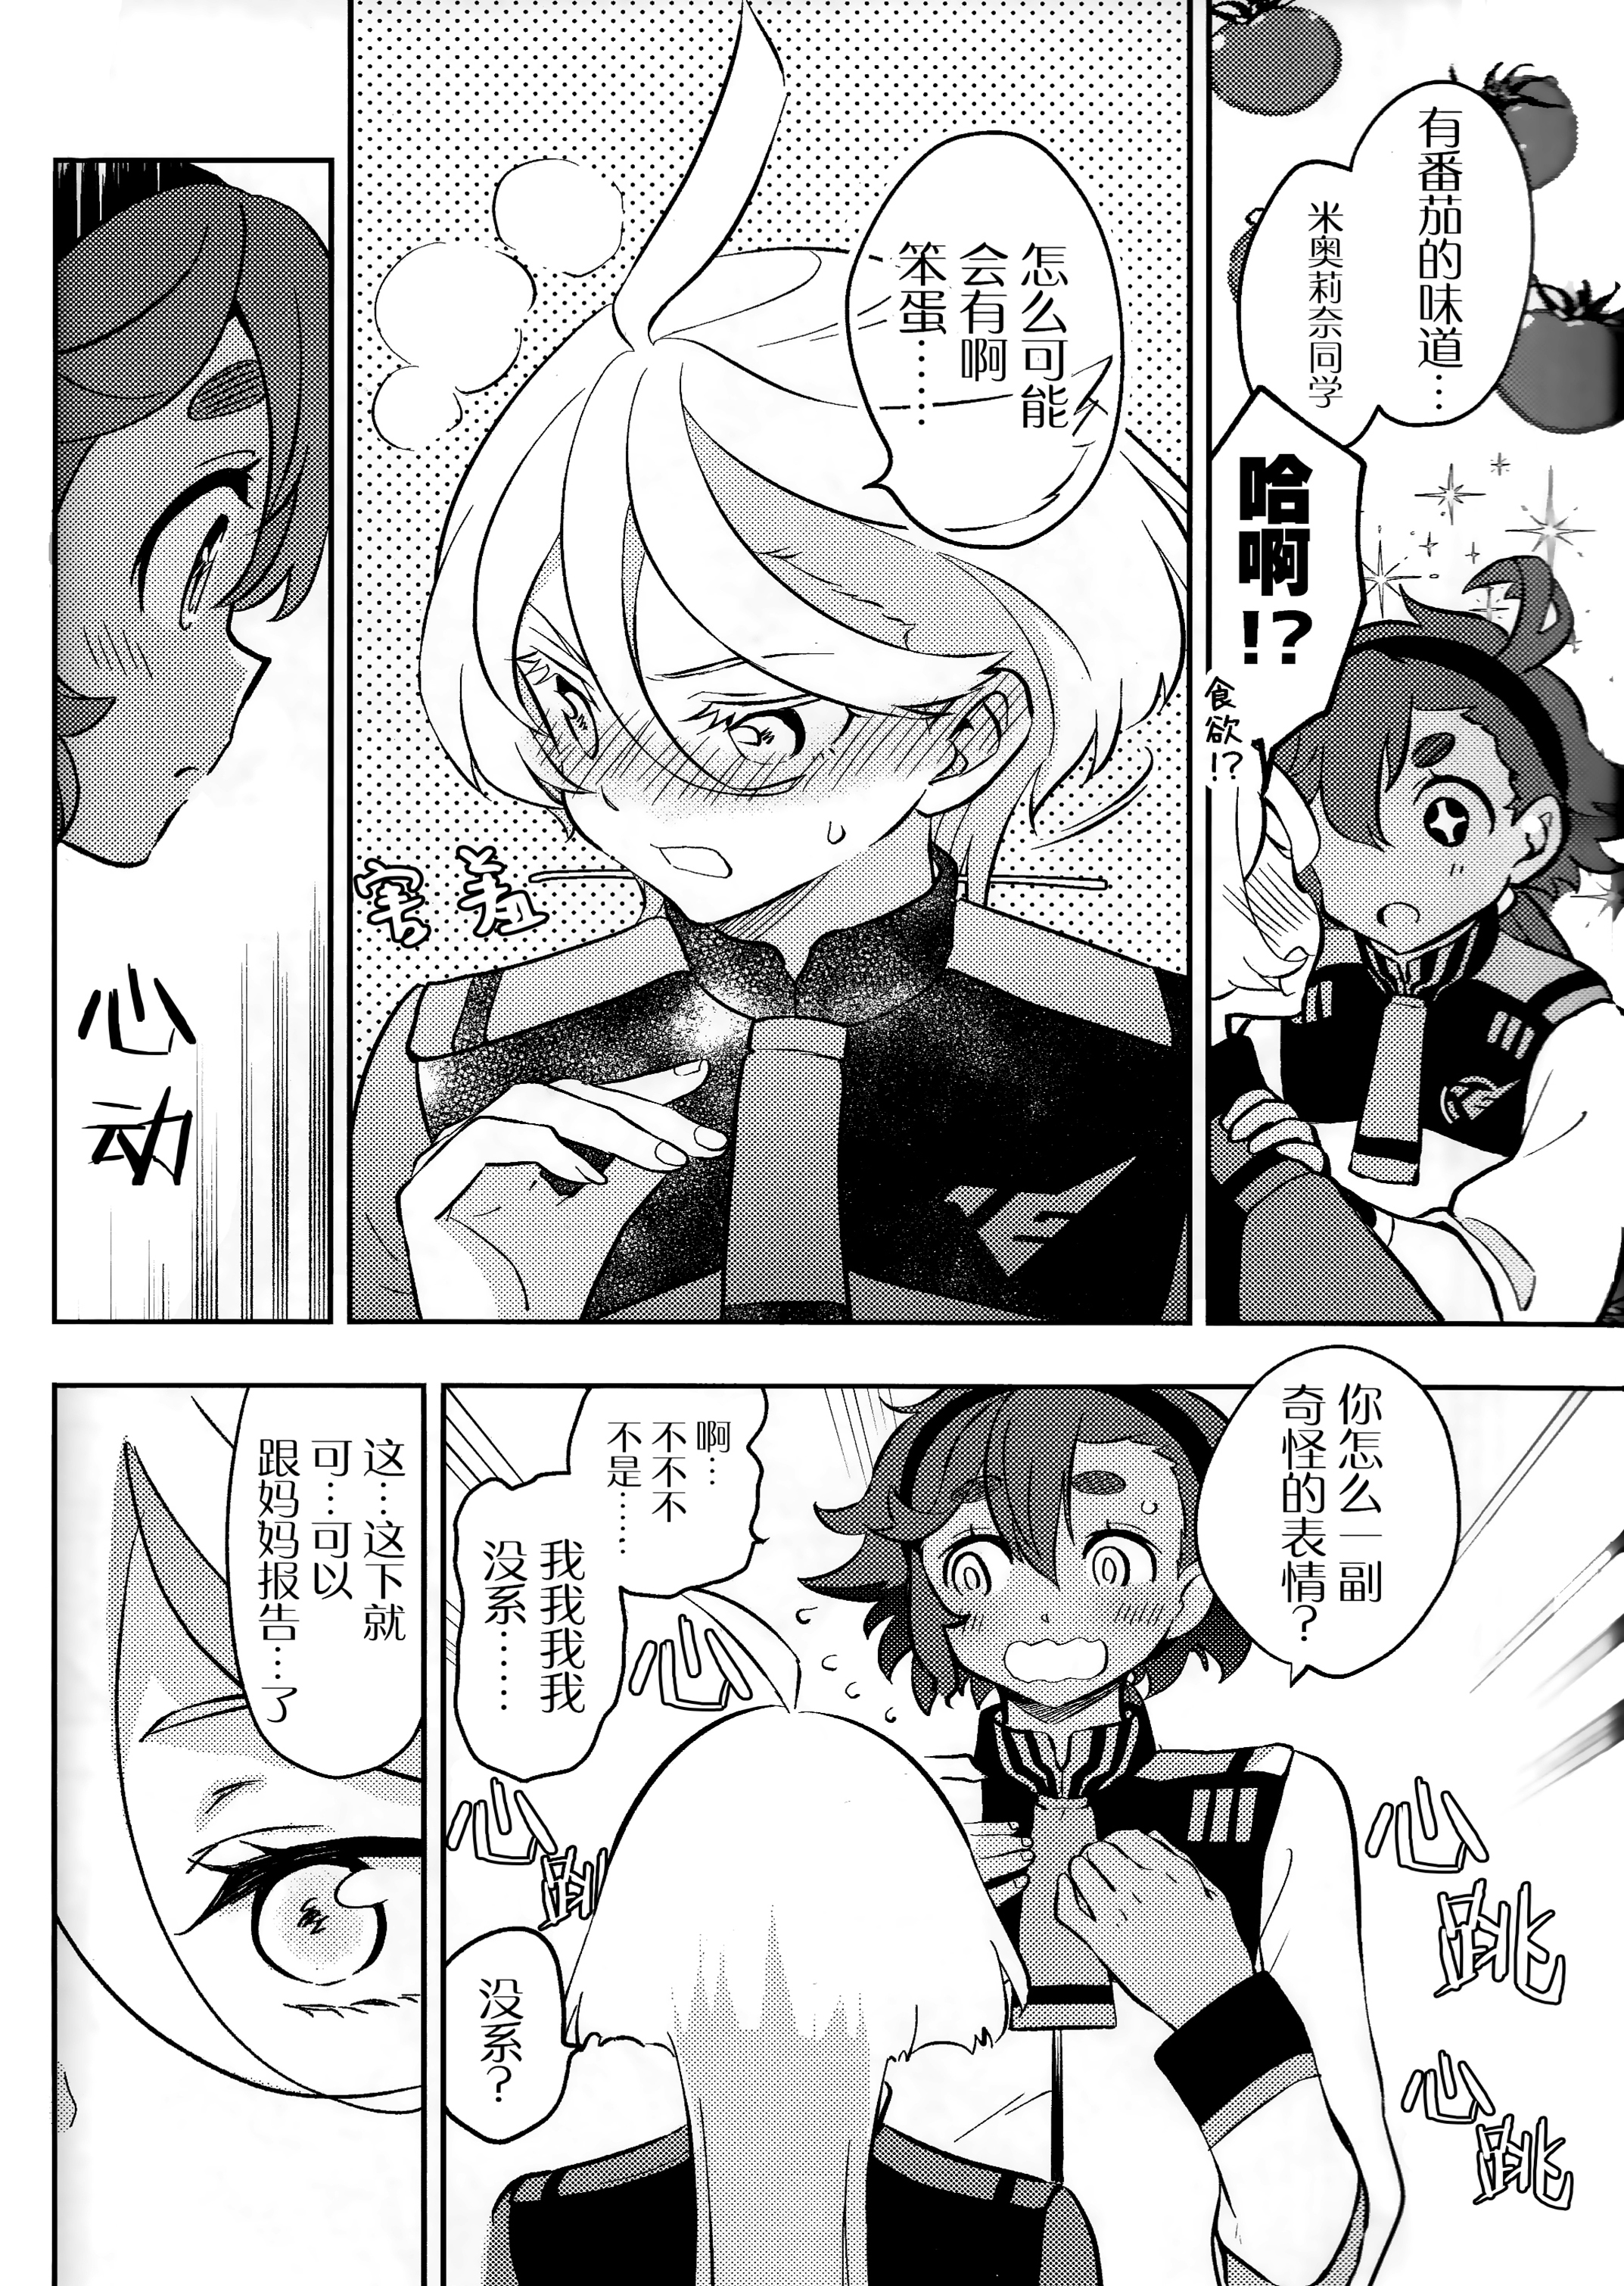 有番茄的味道…
米奥莉奈同学
哈啊!?
食欲!?
怎么可能
会有啊
笨蛋……
害羞
心动
你怎么一副
奇怪的表情？
啊…
不不不
不是……
我我我我
没系……
心
心跳
心跳
心跳
没系？
这…这下就
可…可以
跟妈妈报告…了